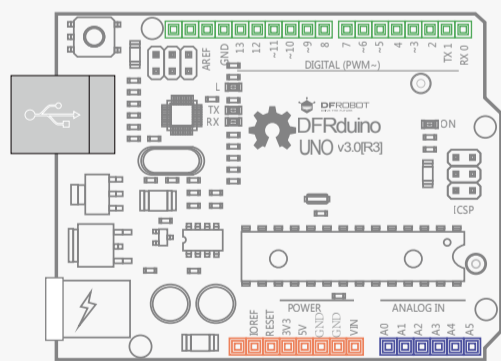 AREF
GND
13
12
~11
~10
~9
8
7
~6
~5
4
~3
2
TX 1
RX 0
DIGITAL (PWM~)
L
TX
RX
DFROBOT
DFRduino
UNO v3.0[R3]
ON
ICSP
POWER
ANALOG IN
IOREF
RESET
3V3
5V
GND
GND
VIN
A0
A1
A2
A3
A4
A5